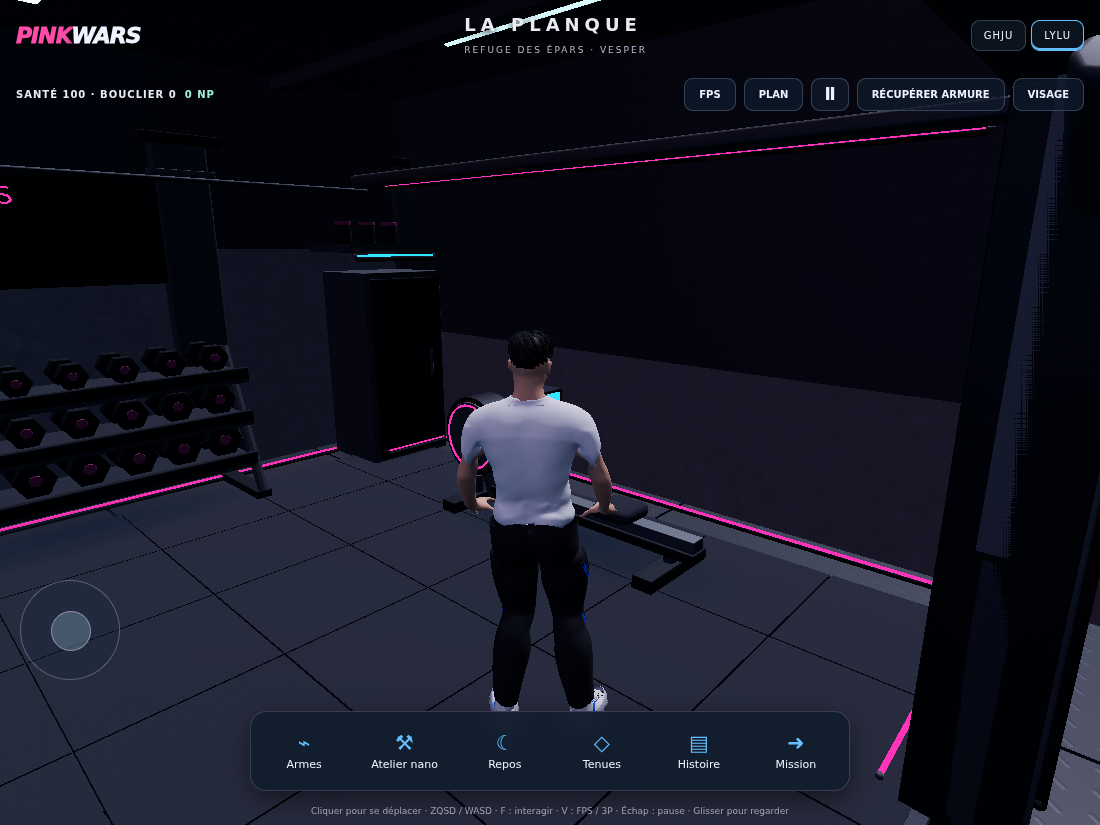 PINKWARS
LA PLANQUE
REFUGE DES ÉPARS · VESPER
GHJU
LYLU
SANTÉ 100 · BOUCLIER 0 0 NP
FPS
PLAN
RÉCUPÉRER ARMURE
VISAGE
Armes
Atelier nano
Repos
Tenues
Histoire
Mission
Cliquer pour se déplacer · ZQSD / WASD · F : interagir · V : FPS / 3P · Échap : pause · Glisser pour regarder